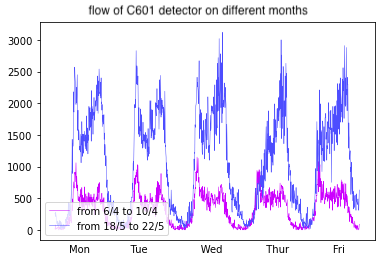 flow of C601 detector on different months
3000
2500
2000
1500
1000
500
0
from 6/4 to 10/4
from 18/5 to 22/5
Mon Tue Wed Thur Fri